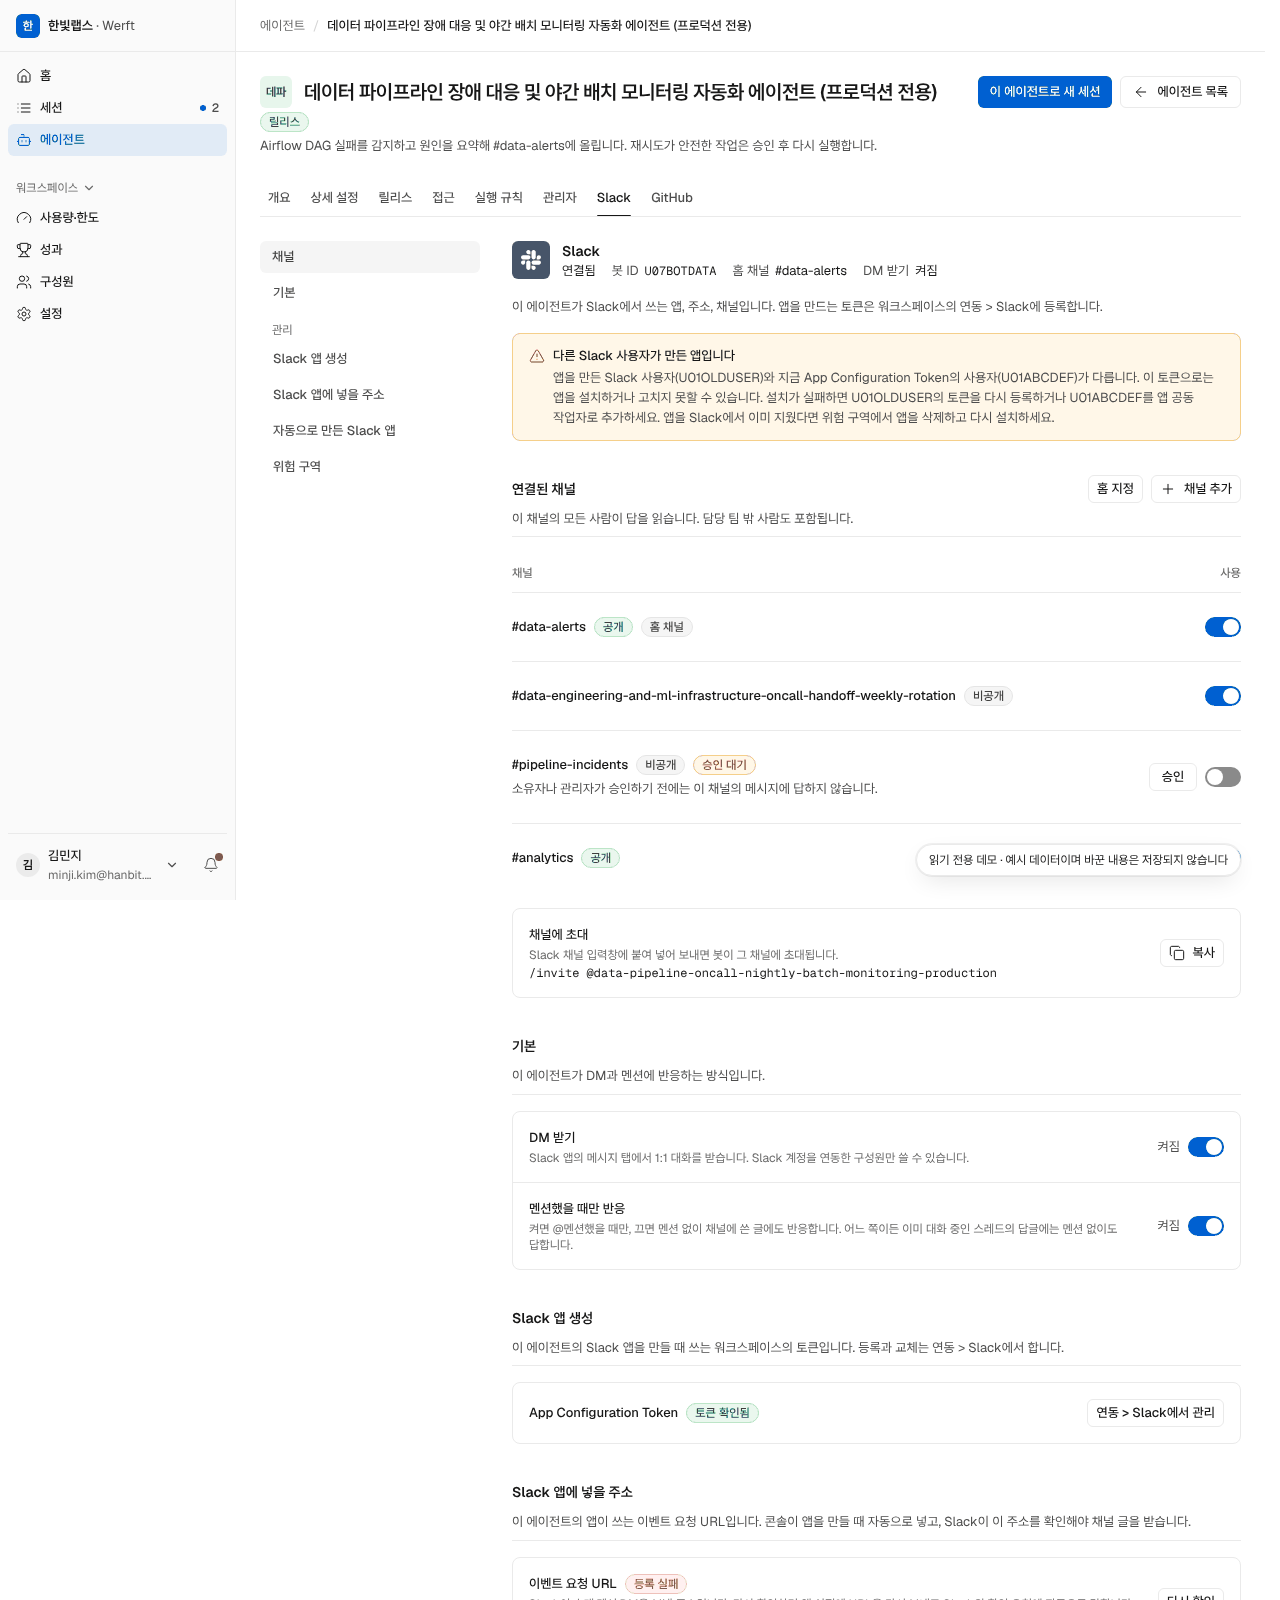 한 한빛랩스 · Werft
홈
세션 2
에이전트
워크스페이스
사용량·한도
성과
구성원
설정
김 김민지
minji.kim@hanbit....
에이전트 / 데이터 파이프라인 장애 대응 및 야간 배치 모니터링 자동화 에이전트 (프로덕션 전용)
데파 데이터 파이프라인 장애 대응 및 야간 배치 모니터링 자동화 에이전트 (프로덕션 전용)
릴리스
이 에이전트로 새 세션
에이전트 목록
Airflow DAG 실패를 감지하고 원인을 요약해 #data-alerts에 올립니다. 재시도가 안전한 작업은 승인 후 다시 실행합니다.
개요 상세 설정 릴리스 접근 실행 규칙 관리자 Slack GitHub
채널
기본
관리
Slack 앱 생성
Slack 앱에 넣을 주소
자동으로 만든 Slack 앱
위험 구역
Slack
연결됨 봇 ID U07BOTDATA 홈 채널 #data-alerts DM 받기 켜짐
이 에이전트가 Slack에서 쓰는 앱, 주소, 채널입니다. 앱을 만드는 토큰은 워크스페이스의 연동 > Slack에 등록합니다.
다른 Slack 사용자가 만든 앱입니다
앱을 만든 Slack 사용자(U01OLDUSER)와 지금 App Configuration Token의 사용자(U01ABCDEF)가 다릅니다. 이 토큰으로는
앱을 설치하거나 고치지 못할 수 있습니다. 설치가 실패하면 U01OLDUSER의 토큰을 다시 등록하거나 U01ABCDEF를 앱 공동
작업자로 추가하세요. 앱을 Slack에서 이미 지웠다면 위험 구역에서 앱을 삭제하고 다시 설치하세요.
연결된 채널
홈 지정
채널 추가
이 채널의 모든 사람이 답을 읽습니다. 담당 팀 밖 사람도 포함됩니다.
채널 사용
#data-alerts 공개 홈 채널
#data-engineering-and-ml-infrastructure-oncall-handoff-weekly-rotation 비공개
#pipeline-incidents 비공개 승인 대기
소유자나 관리자가 승인하기 전에는 이 채널의 메시지에 답하지 않습니다.
승인
#analytics 공개
읽기 전용 데모 · 예시 데이터이며 바꾼 내용은 저장되지 않습니다
채널에 초대
Slack 채널 입력창에 붙여 넣어 보내면 봇이 그 채널에 초대됩니다.
/invite @data-pipeline-oncall-nightly-batch-monitoring-production
복사
기본
이 에이전트가 DM과 멘션에 반응하는 방식입니다.
DM 받기
Slack 앱의 메시지 탭에서 1:1 대화를 받습니다. Slack 계정을 연동한 구성원만 쓸 수 있습니다.
켜짐
멘션했을 때만 반응
켜면 @멘션했을 때만, 끄면 멘션 없이 채널에 쓴 글에도 반응합니다. 어느 쪽이든 이미 대화 중인 스레드의 답글에는 멘션 없이도
답합니다.
켜짐
Slack 앱 생성
이 에이전트의 Slack 앱을 만들 때 쓰는 워크스페이스의 토큰입니다. 등록과 교체는 연동 > Slack에서 합니다.
App Configuration Token 토큰 확인됨
연동 > Slack에서 관리
Slack 앱에 넣을 주소
이 에이전트의 앱이 쓰는 이벤트 요청 URL입니다. 콘솔이 앱을 만들 때 자동으로 넣고, Slack이 이 주소를 확인해야 채널 글을 받습니다.
이벤트 요청 URL 등록 실패